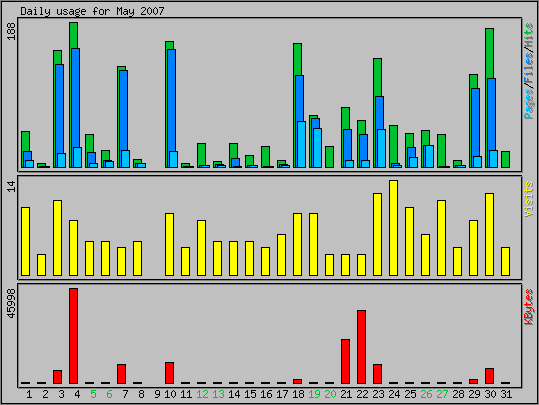 Daily usage for May 2007
188
Pages/Files/Hits
14
Visits
45998
KBytes
1 2 3 4 5 6 7 8 9 10 11 12 13 14 15 16 17 18 19 20 21 22 23 24 25 26 27 28 29 30 31